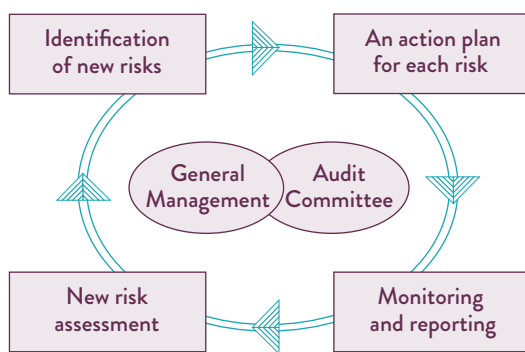 Identification
of new risks
An action plan
for each risk
General
Management
Audit
Committee
New risk
assessment
Monitoring
and reporting